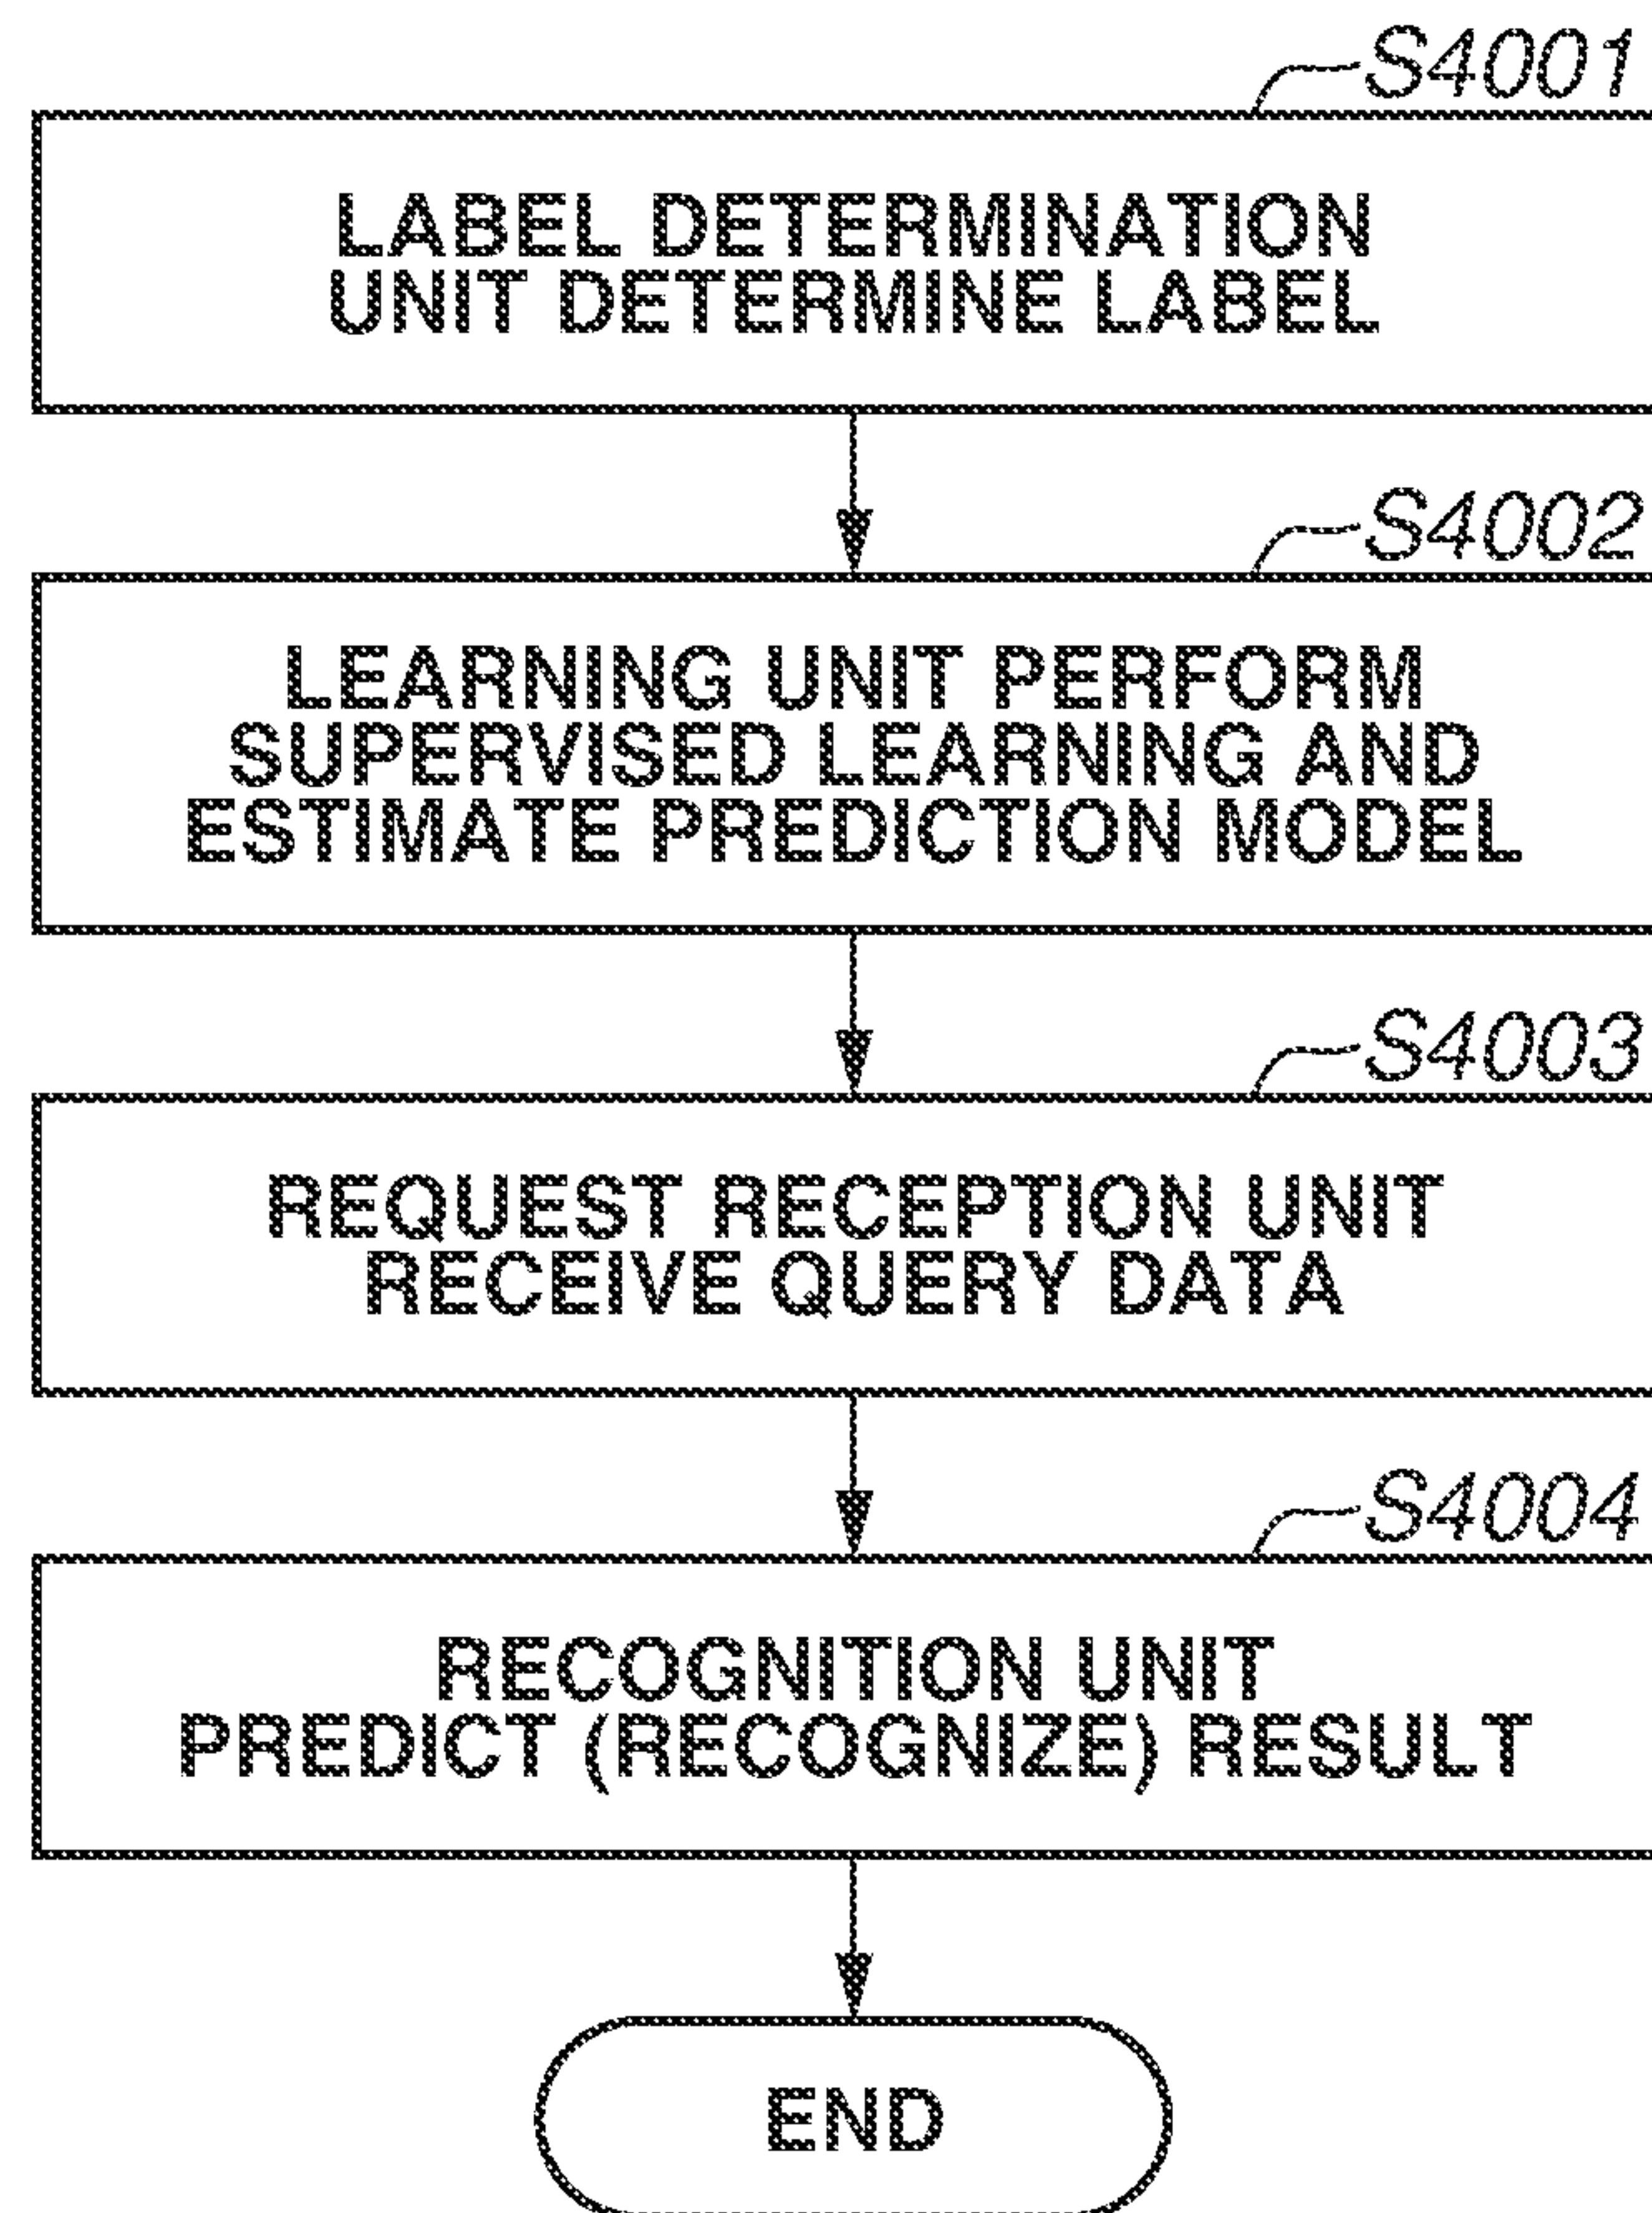 S4001
LABEL DETERMINATION
UNIT DETERMINE LABEL
S4002
LEARNING UNIT PERFORM
SUPERVISED LEARNING AND
ESTIMATE PREDICTION MODEL
S4003
REQUEST RECEPTION UNIT
RECEIVE QUERY DATA
S4004
RECOGNITION UNIT
PREDICT (RECOGNIZE) RESULT
END